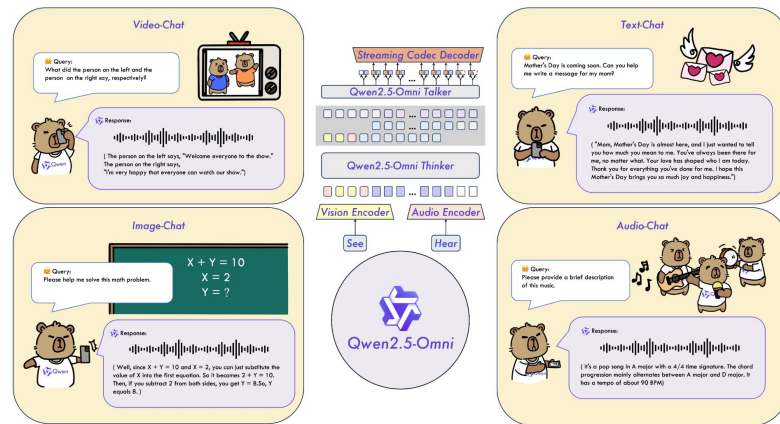 Video-Chat
Query:
What did the person on the left and the
person on the right say, respectively?
Response:
( The person on the left says, "Welcome everyone to the show."
The person on the right says,
"I'm very happy that everyone can watch our show.")
Qwen
Streaming Codec Decoder
...
Qwen2.5-Omni Talker
...
...
Qwen2.5-Omni Thinker
...
Vision Encoder
Audio Encoder
See
Hear
Qwen2.5-Omni
Text-Chat
Query:
Mother's Day is coming soon. Can you help
me write a message for my mom?
Response:
( "Mom, Mother's Day is almost here, and I just wanted to tell
you how much you mean to me. You've always been there for
me, no matter what. Your love has shaped who I am today.
Thank you for everything you've done for me. I hope this
Mother's Day brings you so much joy and happiness.")
Image-Chat
X + Y = 10
X = 2
Y = ?
Query:
Please help me solve this math problem.
Response:
( Well, since X + Y = 10 and X = 2, you can just substitute the
value of X into the first equation. So it becomes 2 + Y = 10.
Then, if you subtract 2 from both sides, you get Y = 8.So, Y
equals 8. )
Qwen
Audio-Chat
Query:
Please provide a brief description
of this music.
Response:
( It's a pop song in A major with a 4/4 time signature. The chord
progression mainly alternates between A major and D major. It
has a tempo of about 90 BPM)